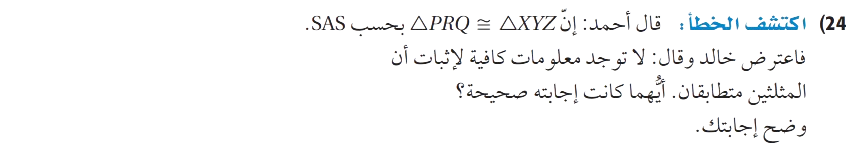 24) اكتشف الخطأ: قال أحمد: إنّ △PRQ ≅ △XYZ بحسب SAS.
فاعترض خالد وقال: لا توجد معلومات كافية لإثبات أن
المثلثين متطابقان. أيُّهما كانت إجابته صحيحة؟
وضح إجابتك.